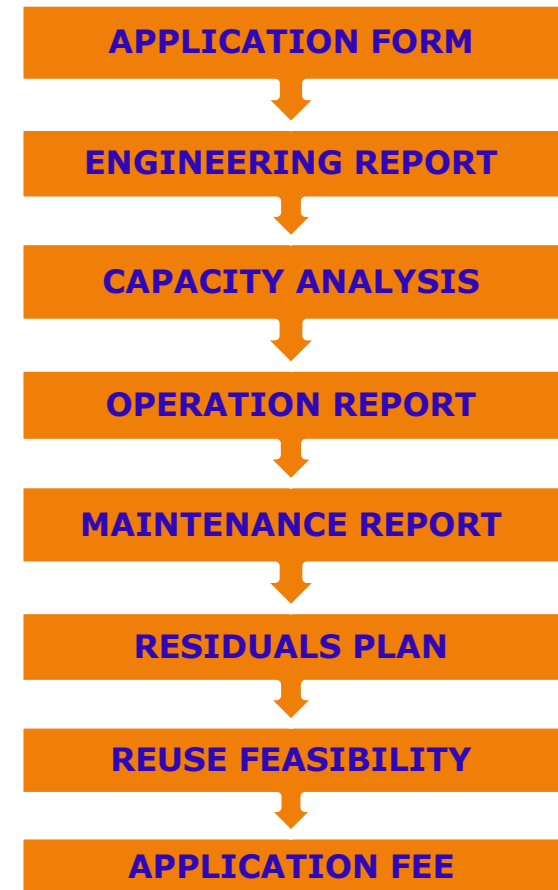 APPLICATION FORM
ENGINEERING REPORT
CAPACITY ANALYSIS
OPERATION REPORT
MAINTENANCE REPORT
RESIDUALS PLAN
REUSE FEASIBILITY
APPLICATION FEE